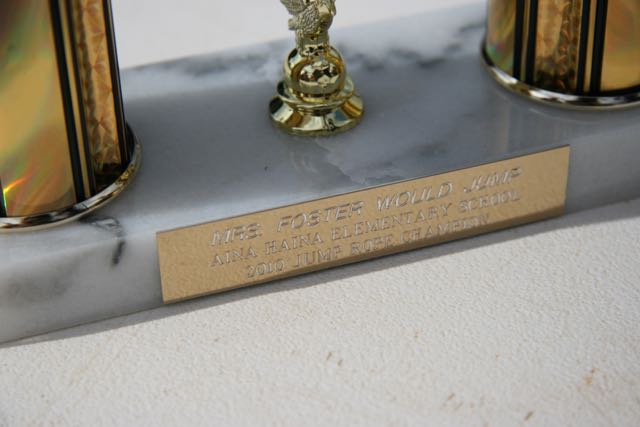 MRS. FOSTER WOULD JUMP
AINA HAINA ELEMENTARY SCHOOL
2010 JUMP ROPE CHAMPION